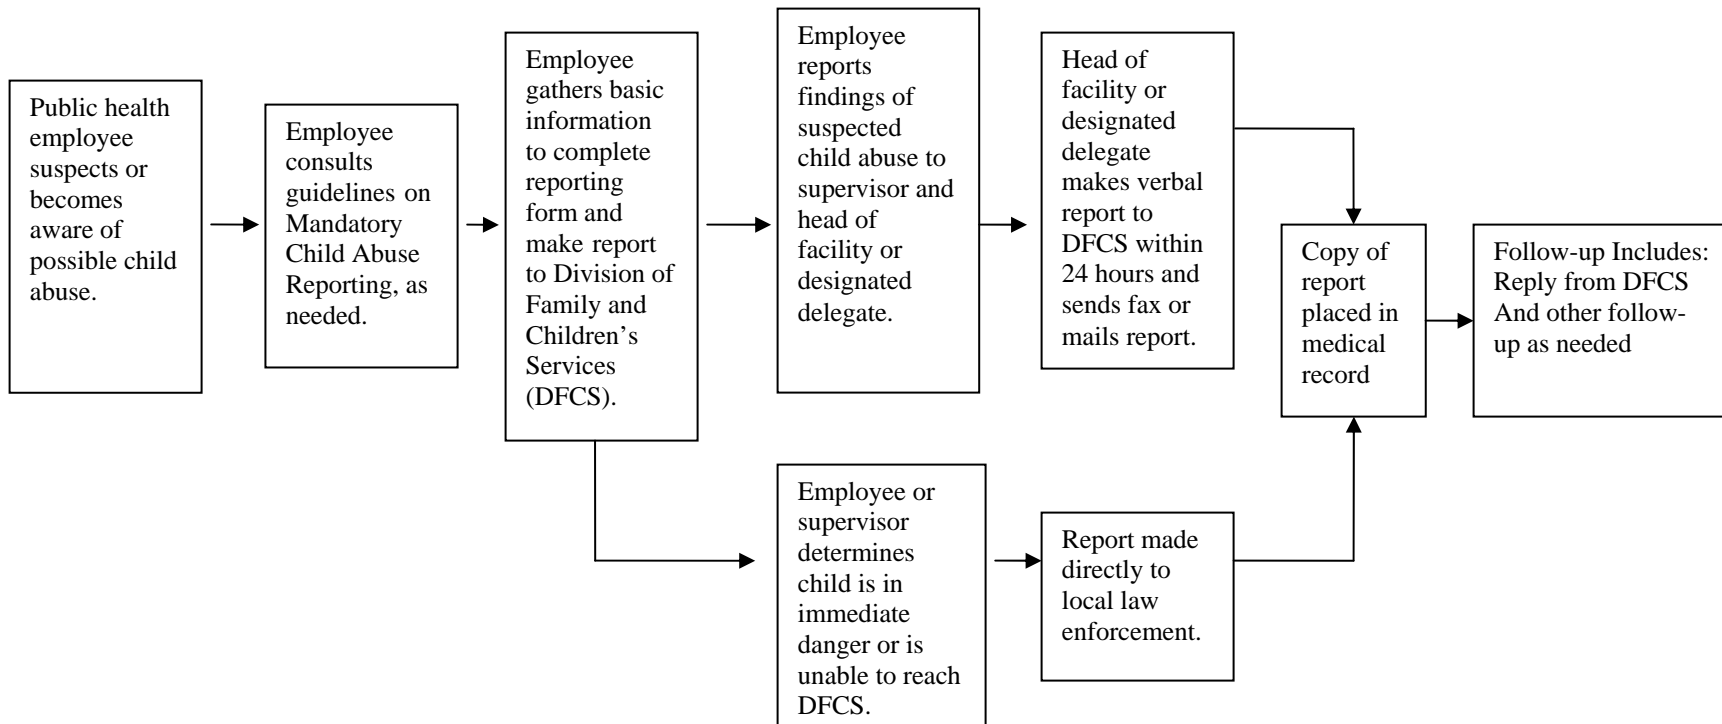 Public health
employee
suspects or
becomes
aware of
possible child
abuse.
Employee
consults
guidelines on
Mandatory
Child Abuse
Reporting, as
needed.
Employee
gathers basic
information
to complete
reporting
form and
make report
to Division of
Family and
Children’s
Services
(DFCS).
Employee
reports
findings of
suspected
child abuse to
supervisor and
head of
facility or
designated
delegate.
Head of
facility or
designated
delegate
makes verbal
report to
DFCS within
24 hours and
sends fax or
mails report.
Employee or
supervisor
determines
child is in
immediate
danger or is
unable to reach
DFCS.
Report made
directly to
local law
enforcement.
Copy of
report
placed in
medical
record
Follow-up Includes:
Reply from DFCS
And other follow-
up as needed